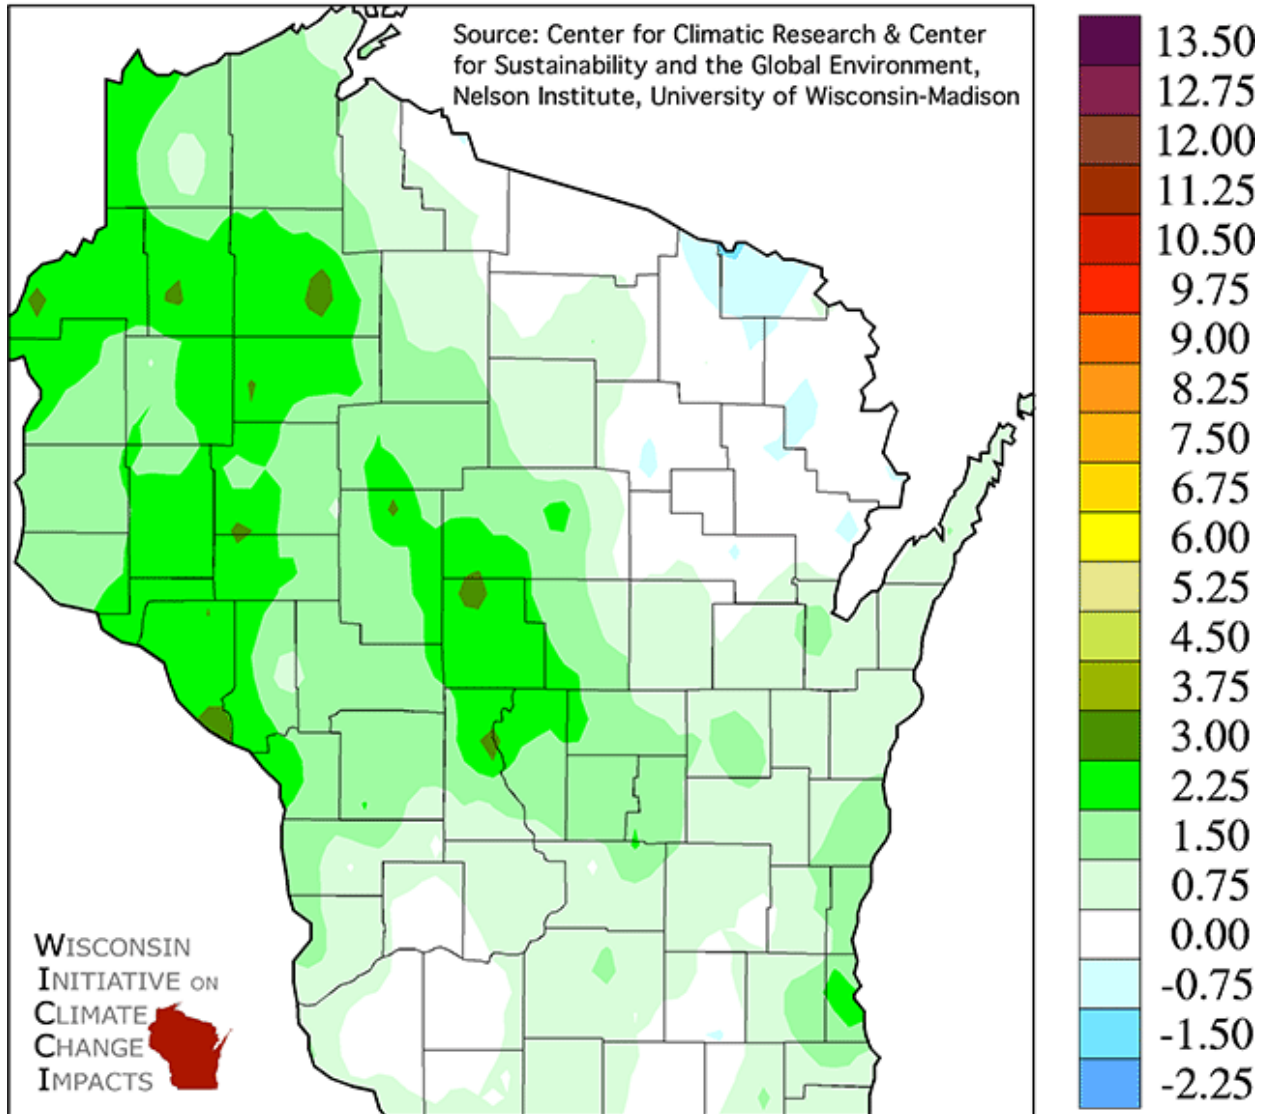 Source: Center for Climatic Research & Center
for Sustainability and the Global Environment,
Nelson Institute, University of Wisconsin-Madison
13.50
12.75
12.00
11.25
10.50
9.75
9.00
8.25
7.50
6.75
6.00
5.25
4.50
3.75
3.00
2.25
1.50
0.75
0.00
-0.75
-1.50
-2.25
WISCONSIN
INITIATIVE ON
CLIMATE
CHANGE
IMPACTS